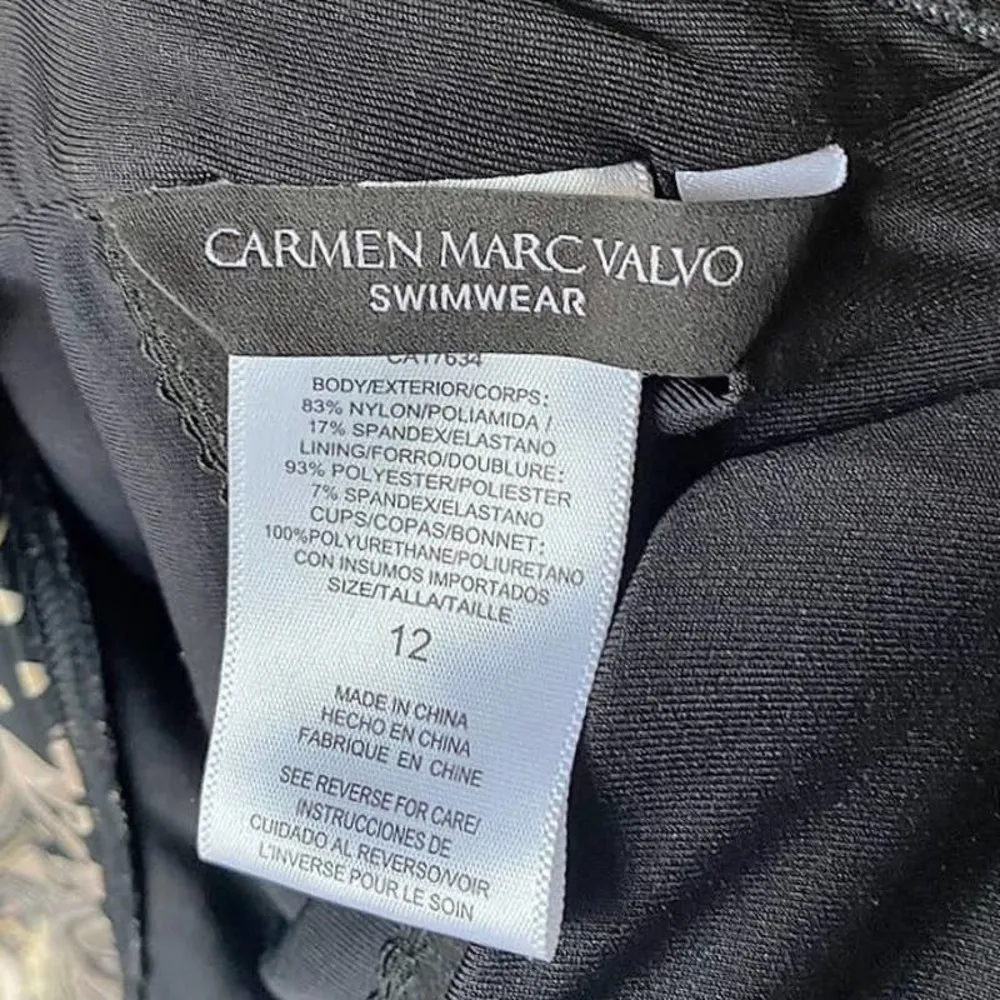 CARMEN MARC VALVO
SWIMWEAR
CA17634
BODY/EXTERIOR/CORPS:
83% NYLON/POLIAMIDA /
17% SPANDEX/ELASTANO
LINING/FORRO/DOUBLURE:
93% POLYESTER/POLIESTER
7% SPANDEX/ELASTANO
CUPS/COPAS/BONNET:
100%POLYURETHANE/POLIURETANO
CON INSUMOS IMPORTADOS
SIZE/TALLA/TAILLE
12
MADE IN CHINA
HECHO EN CHINA
FABRIQUE EN CHINE
SEE REVERSE FOR CARE/
INSTRUCCIONES DE
CUIDADO AL REVERSO/VOIR
L'INVERSE POUR LE SOIN